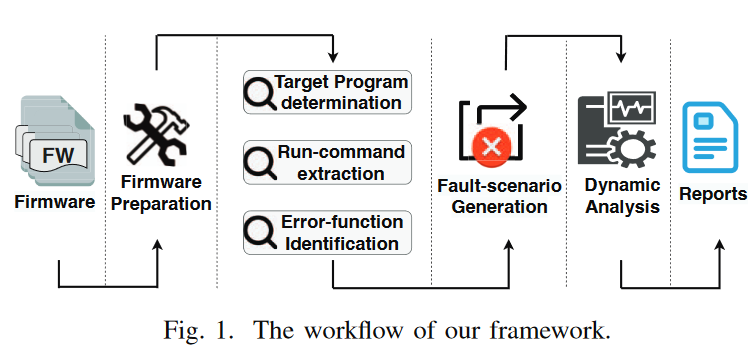 FW
Firmware
Firmware
Preparation
Target Program
determination
Run-command
extraction
Error-function
Identification
Fault-scenario
Generation
Dynamic
Analysis
Reports
Fig. 1. The workflow of our framework.